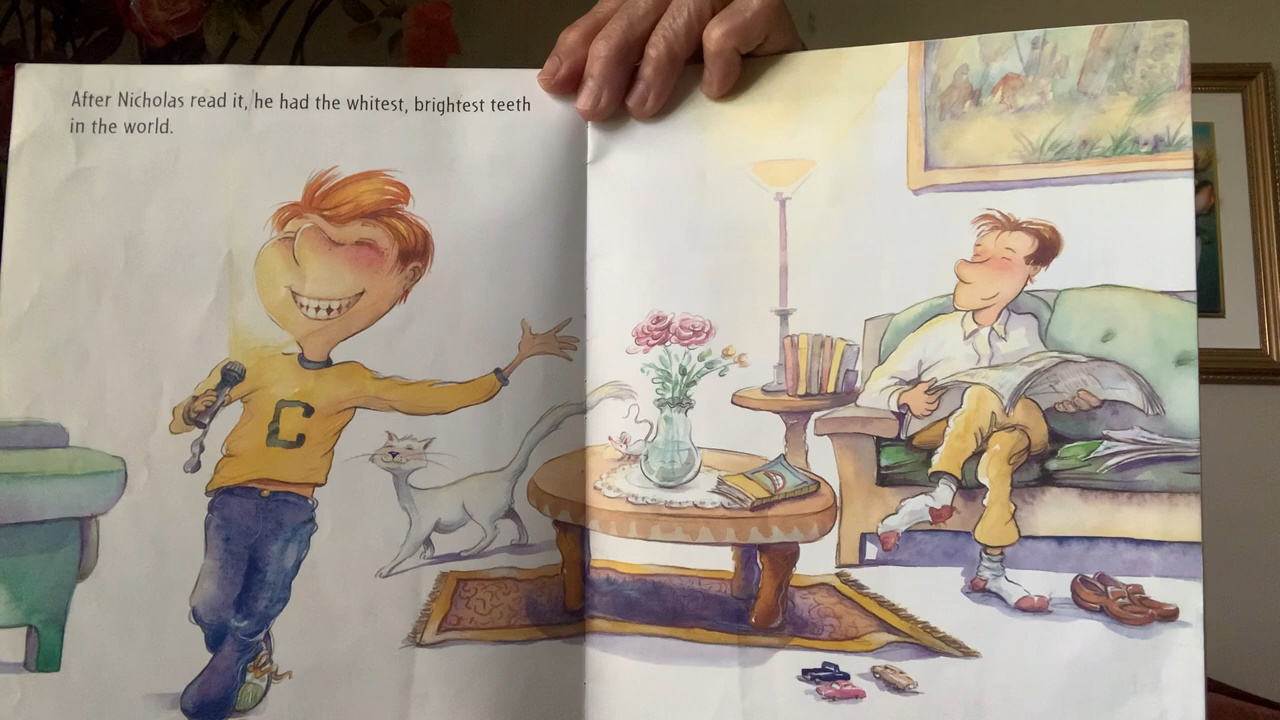 After Nicholas read it, he had the whitest, brightest teeth
in the world.
C